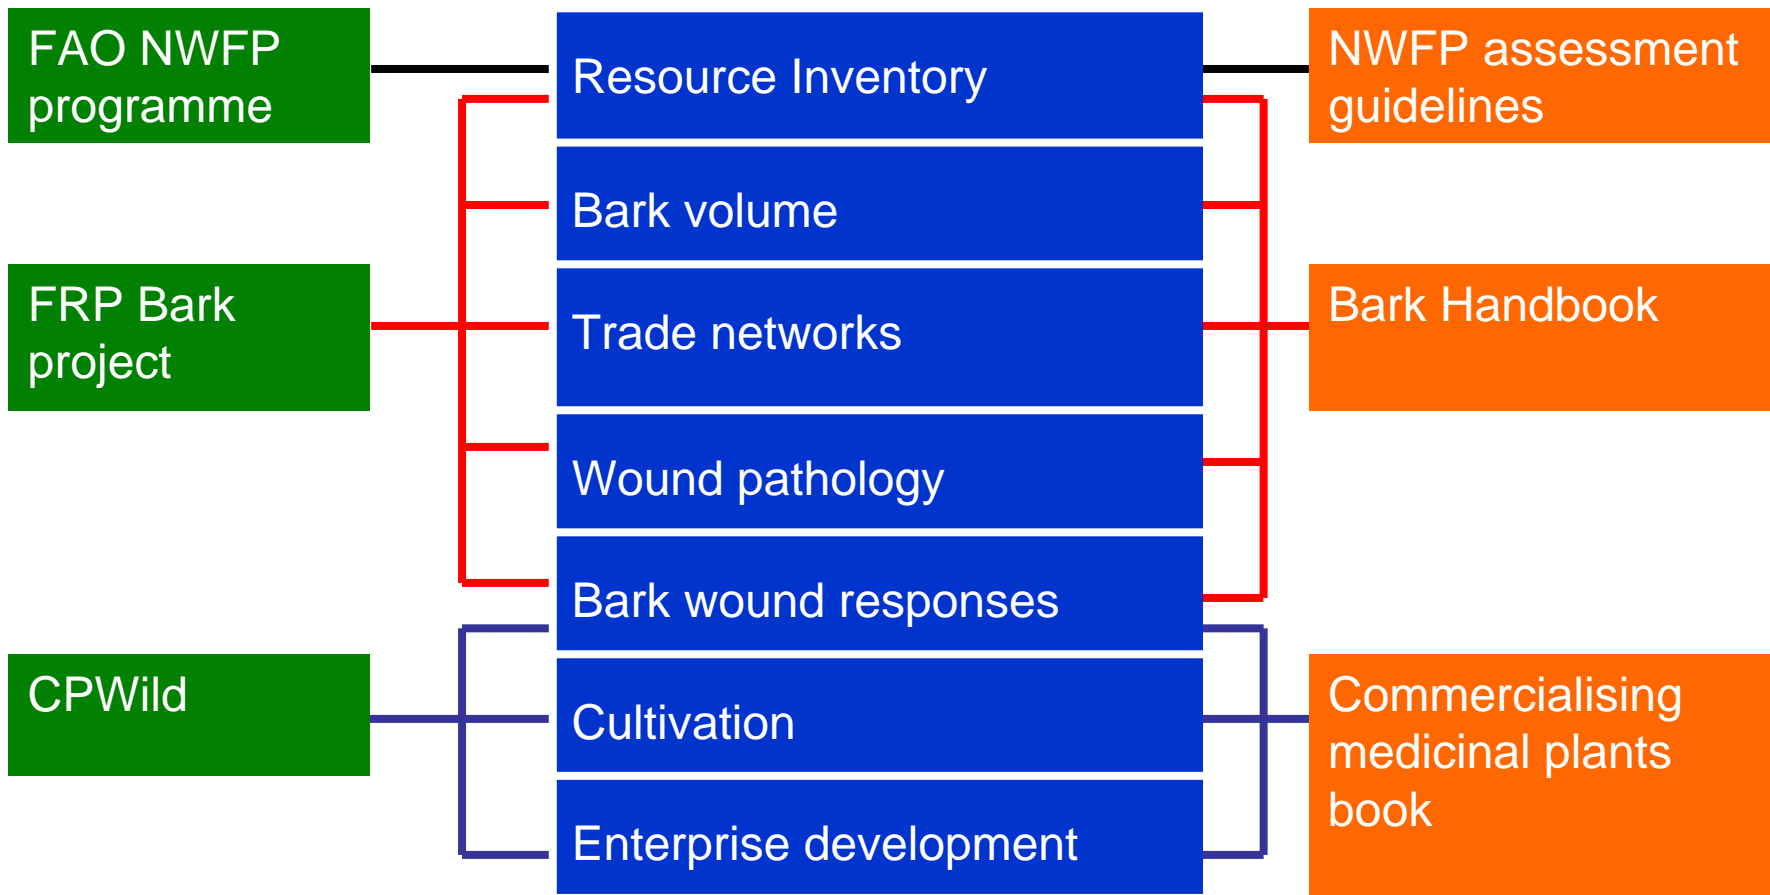 FAO NWFP
programme
FRP Bark
project
CPWild
Resource Inventory
Bark volume
Trade networks
Wound pathology
Bark wound responses
Cultivation
Enterprise development
NWFP assessment
guidelines
Bark Handbook
Commercialising
medicinal plants
book